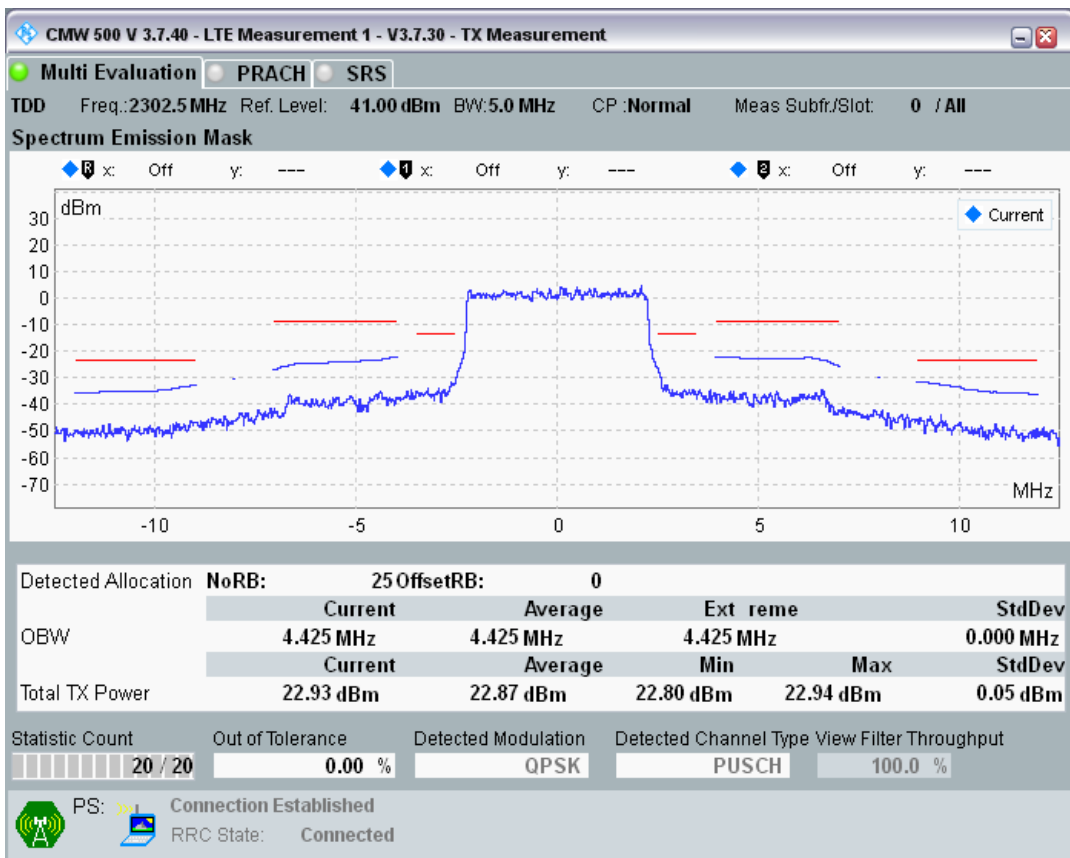 CMW 500 V 3.7.40 - LTE Measurement 1 - V3.7.30 - TX Measurement
Multi Evaluation PRACH SRS
TDD Freq.:2302.5 MHz Ref. Level: 41.00 dBm BW:5.0 MHz CP :Normal Meas Subfr./Slot: 0 / All
Spectrum Emission Mask
R x: Off y: --- 1 x: Off y: --- 2 x: Off y: ---
dBm
Current
30
20
10
0
-10
-20
-30
-40
-50
-60
-70
MHz
-10 -5 0 5 10
Detected Allocation NoRB: 25 OffsetRB: 0
Current Average Ext reme StdDev
OBW 4.425 MHz 4.425 MHz 4.425 MHz 0.000 MHz
Current Average Min Max StdDev
Total TX Power 22.93 dBm 22.87 dBm 22.80 dBm 22.94 dBm 0.05 dBm
Statistic Count Out of Tolerance Detected Modulation Detected Channel Type View Filter Throughput
20 / 20 0.00 % QPSK PUSCH 100.0 %
PS: Connection Established
RRC State: Connected